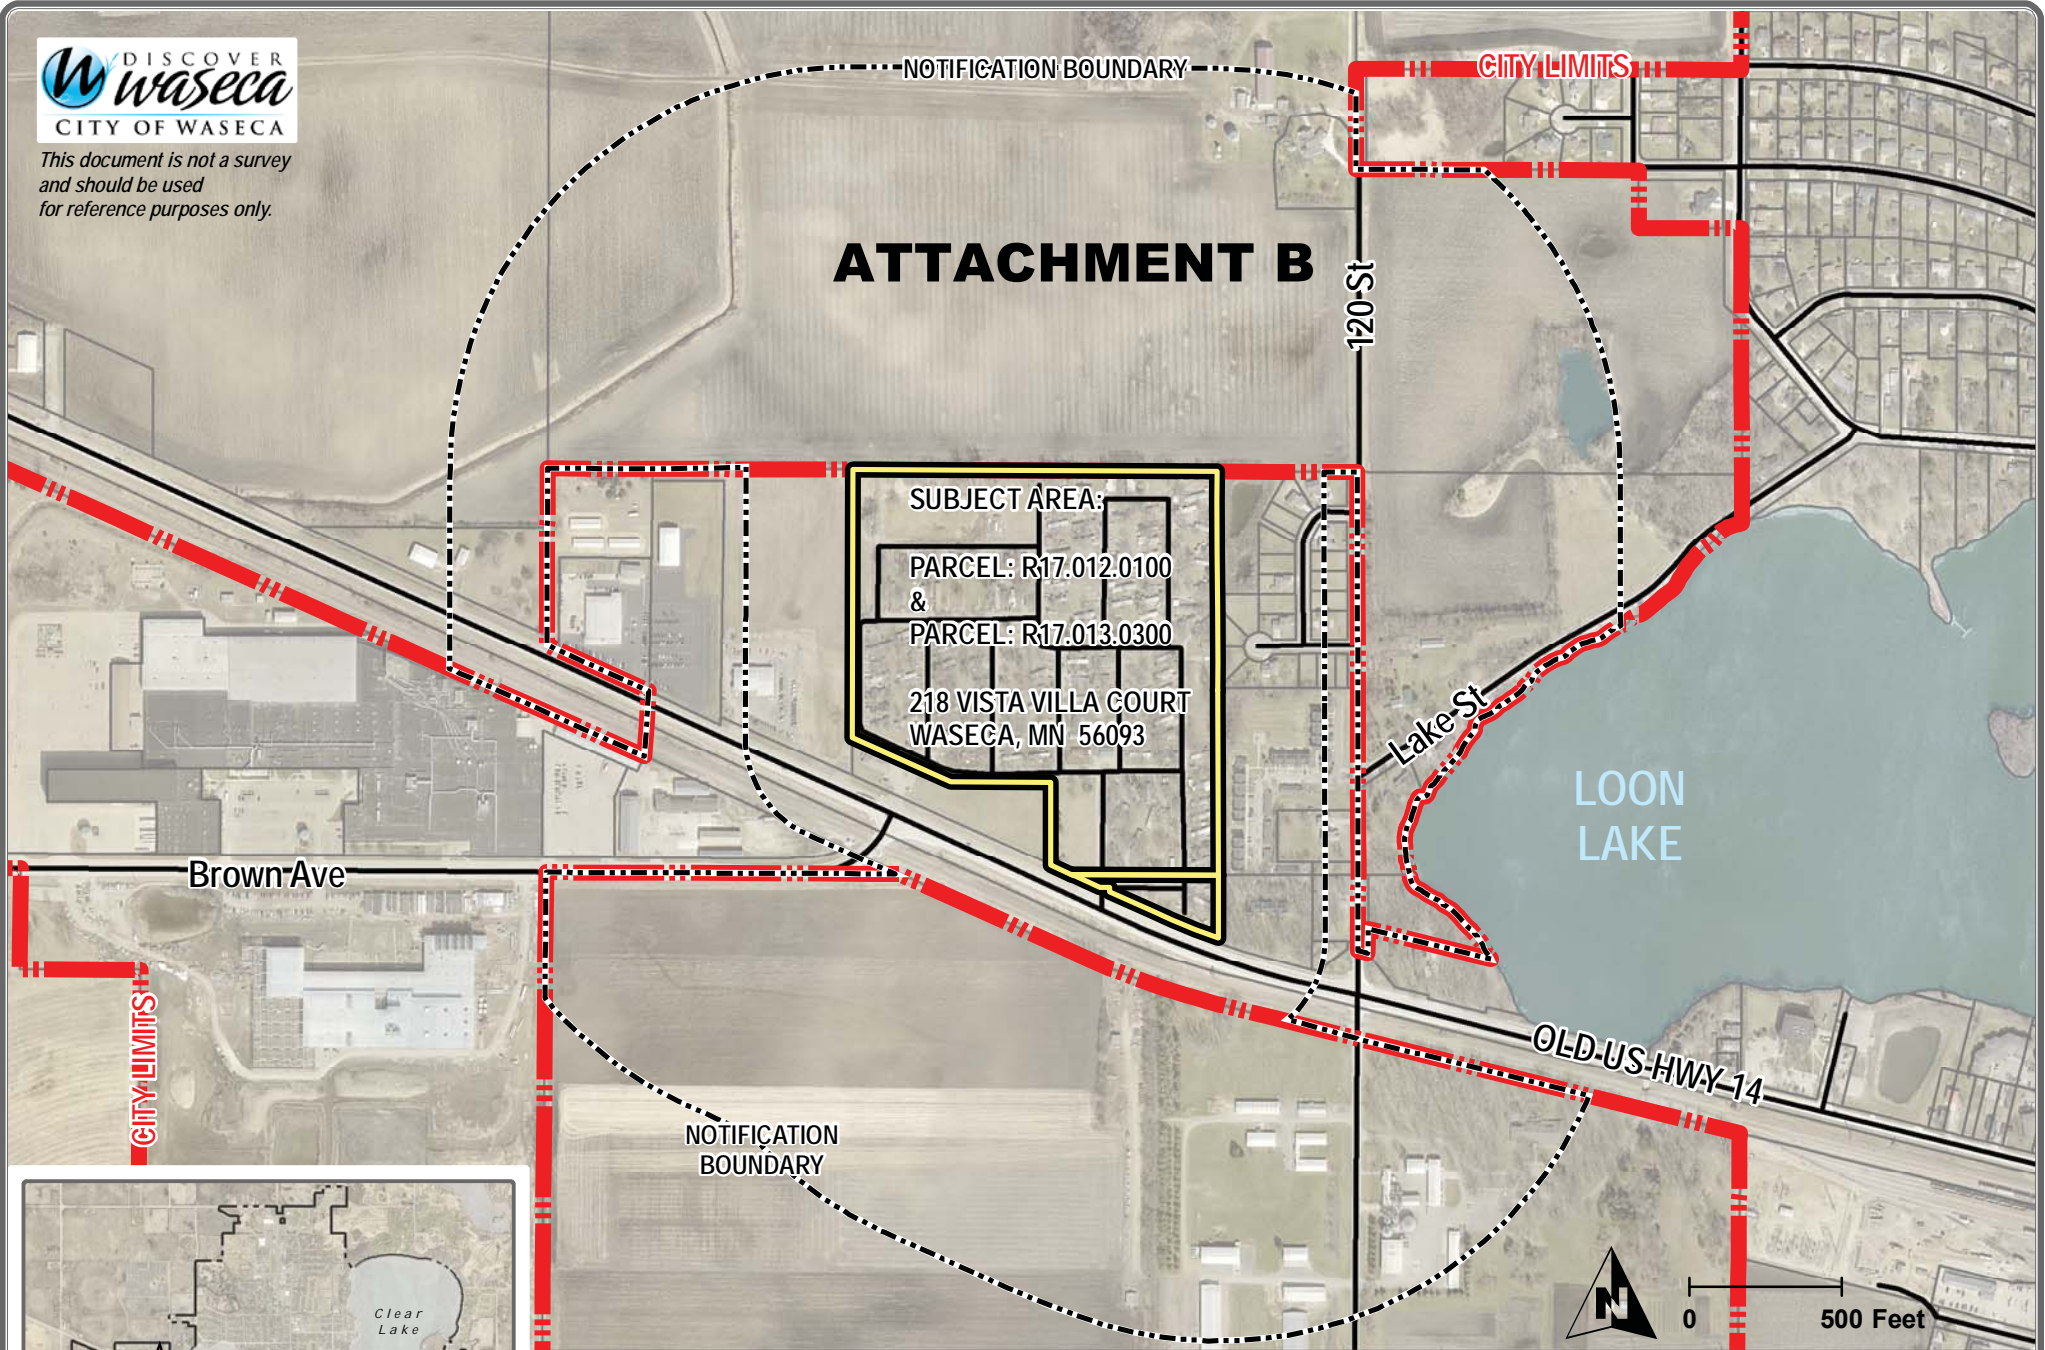 DISCOVER
waseca
CITY OF WASECA
This document is not a survey
and should be used
for reference purposes only.
NOTIFICATION BOUNDARY
CITY LIMITS
ATTACHMENT B
120 St
SUBJECT AREA:
PARCEL: R17.012.0100
&
PARCEL: R17.013.0300
218 VISTA VILLA COURT
WASECA, MN 56093
Lake St
LOON
LAKE
Brown Ave
CITY LIMITS
OLD US HWY 14
NOTIFICATION
BOUNDARY
Clear
Lake
N
0 500 Feet